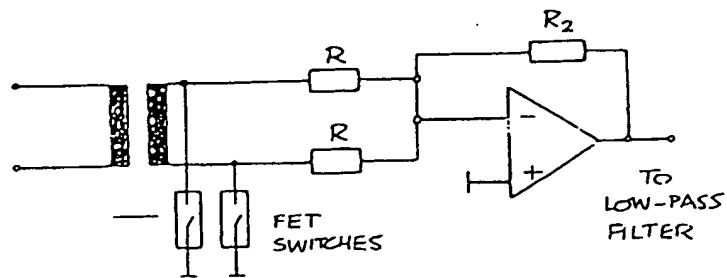 R₂
R
R
-
+
FET
SWITCHES
TO
LOW-PASS
FILTER